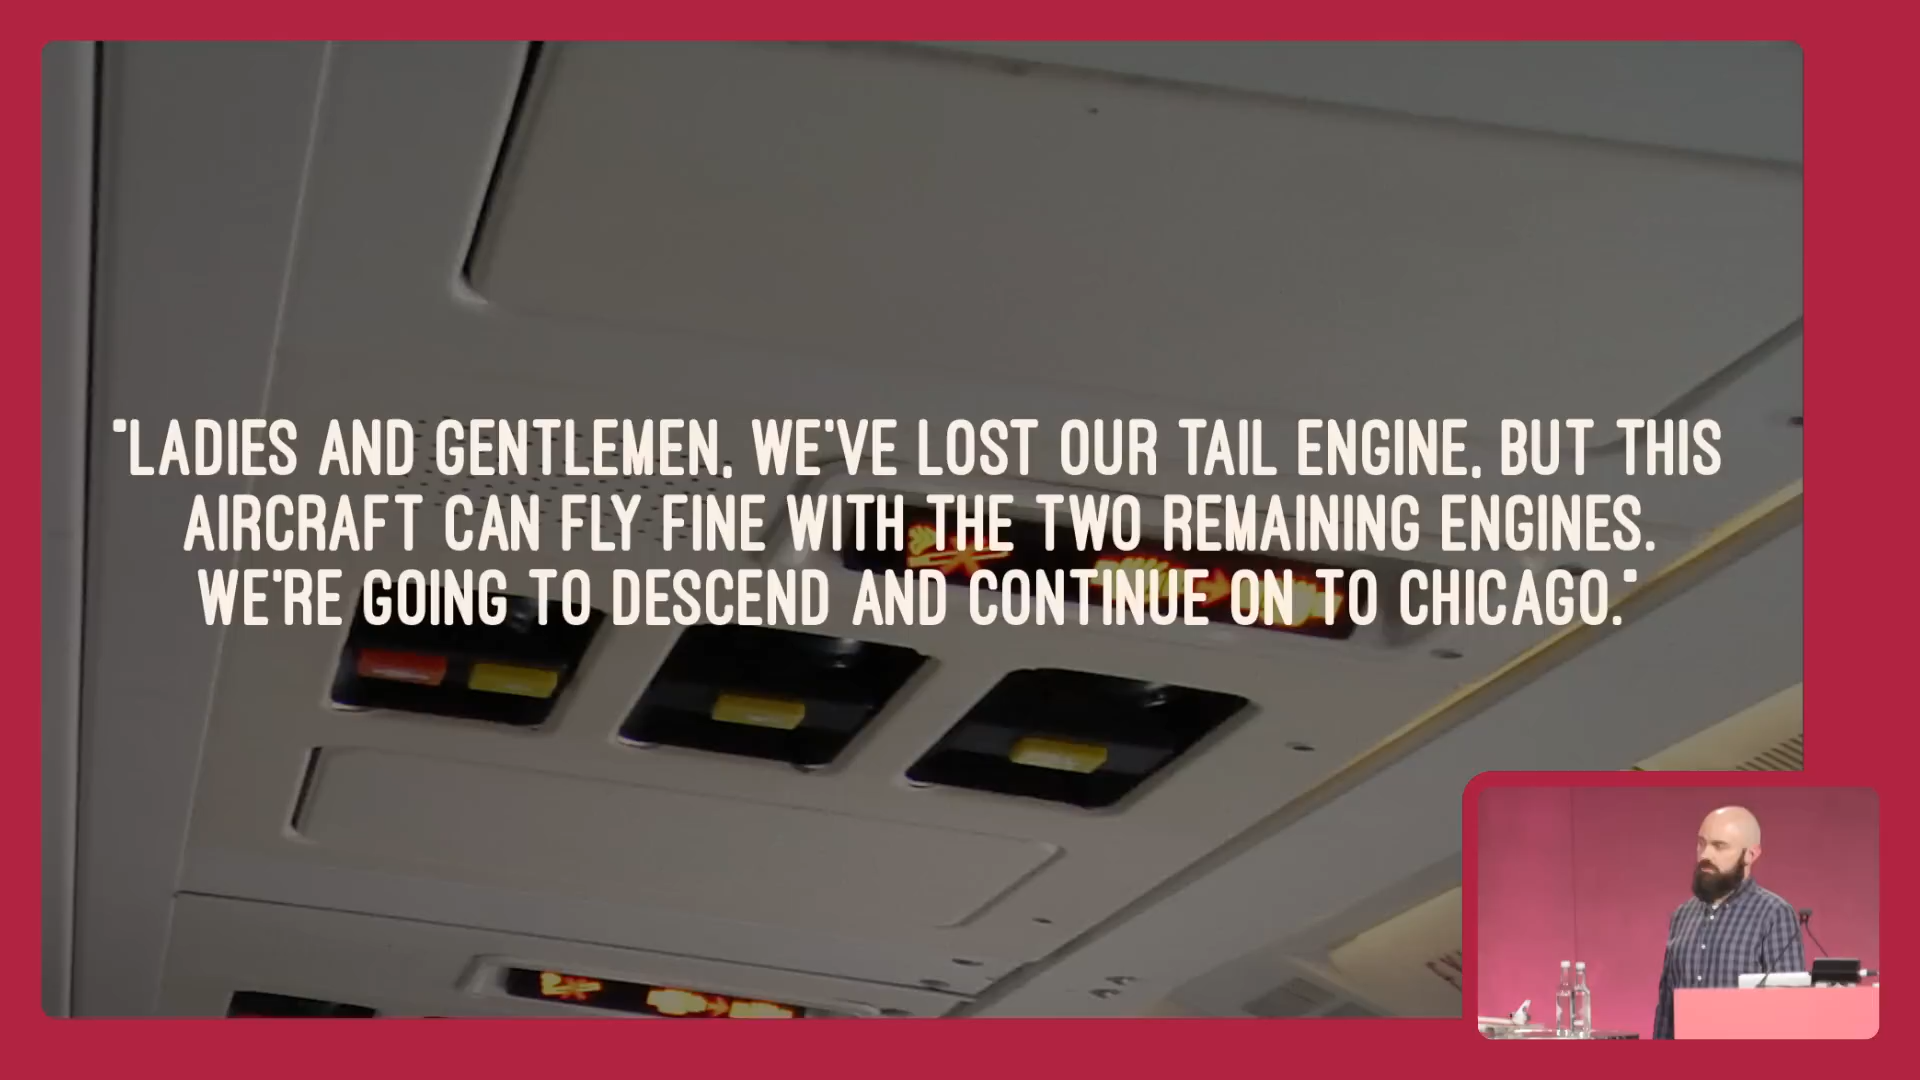 "LADIES AND GENTLEMEN, WE'VE LOST OUR TAIL ENGINE, BUT THIS
AIRCRAFT CAN FLY FINE WITH THE TWO REMAINING ENGINES.
WE'RE GOING TO DESCEND AND CONTINUE ON TO CHICAGO."